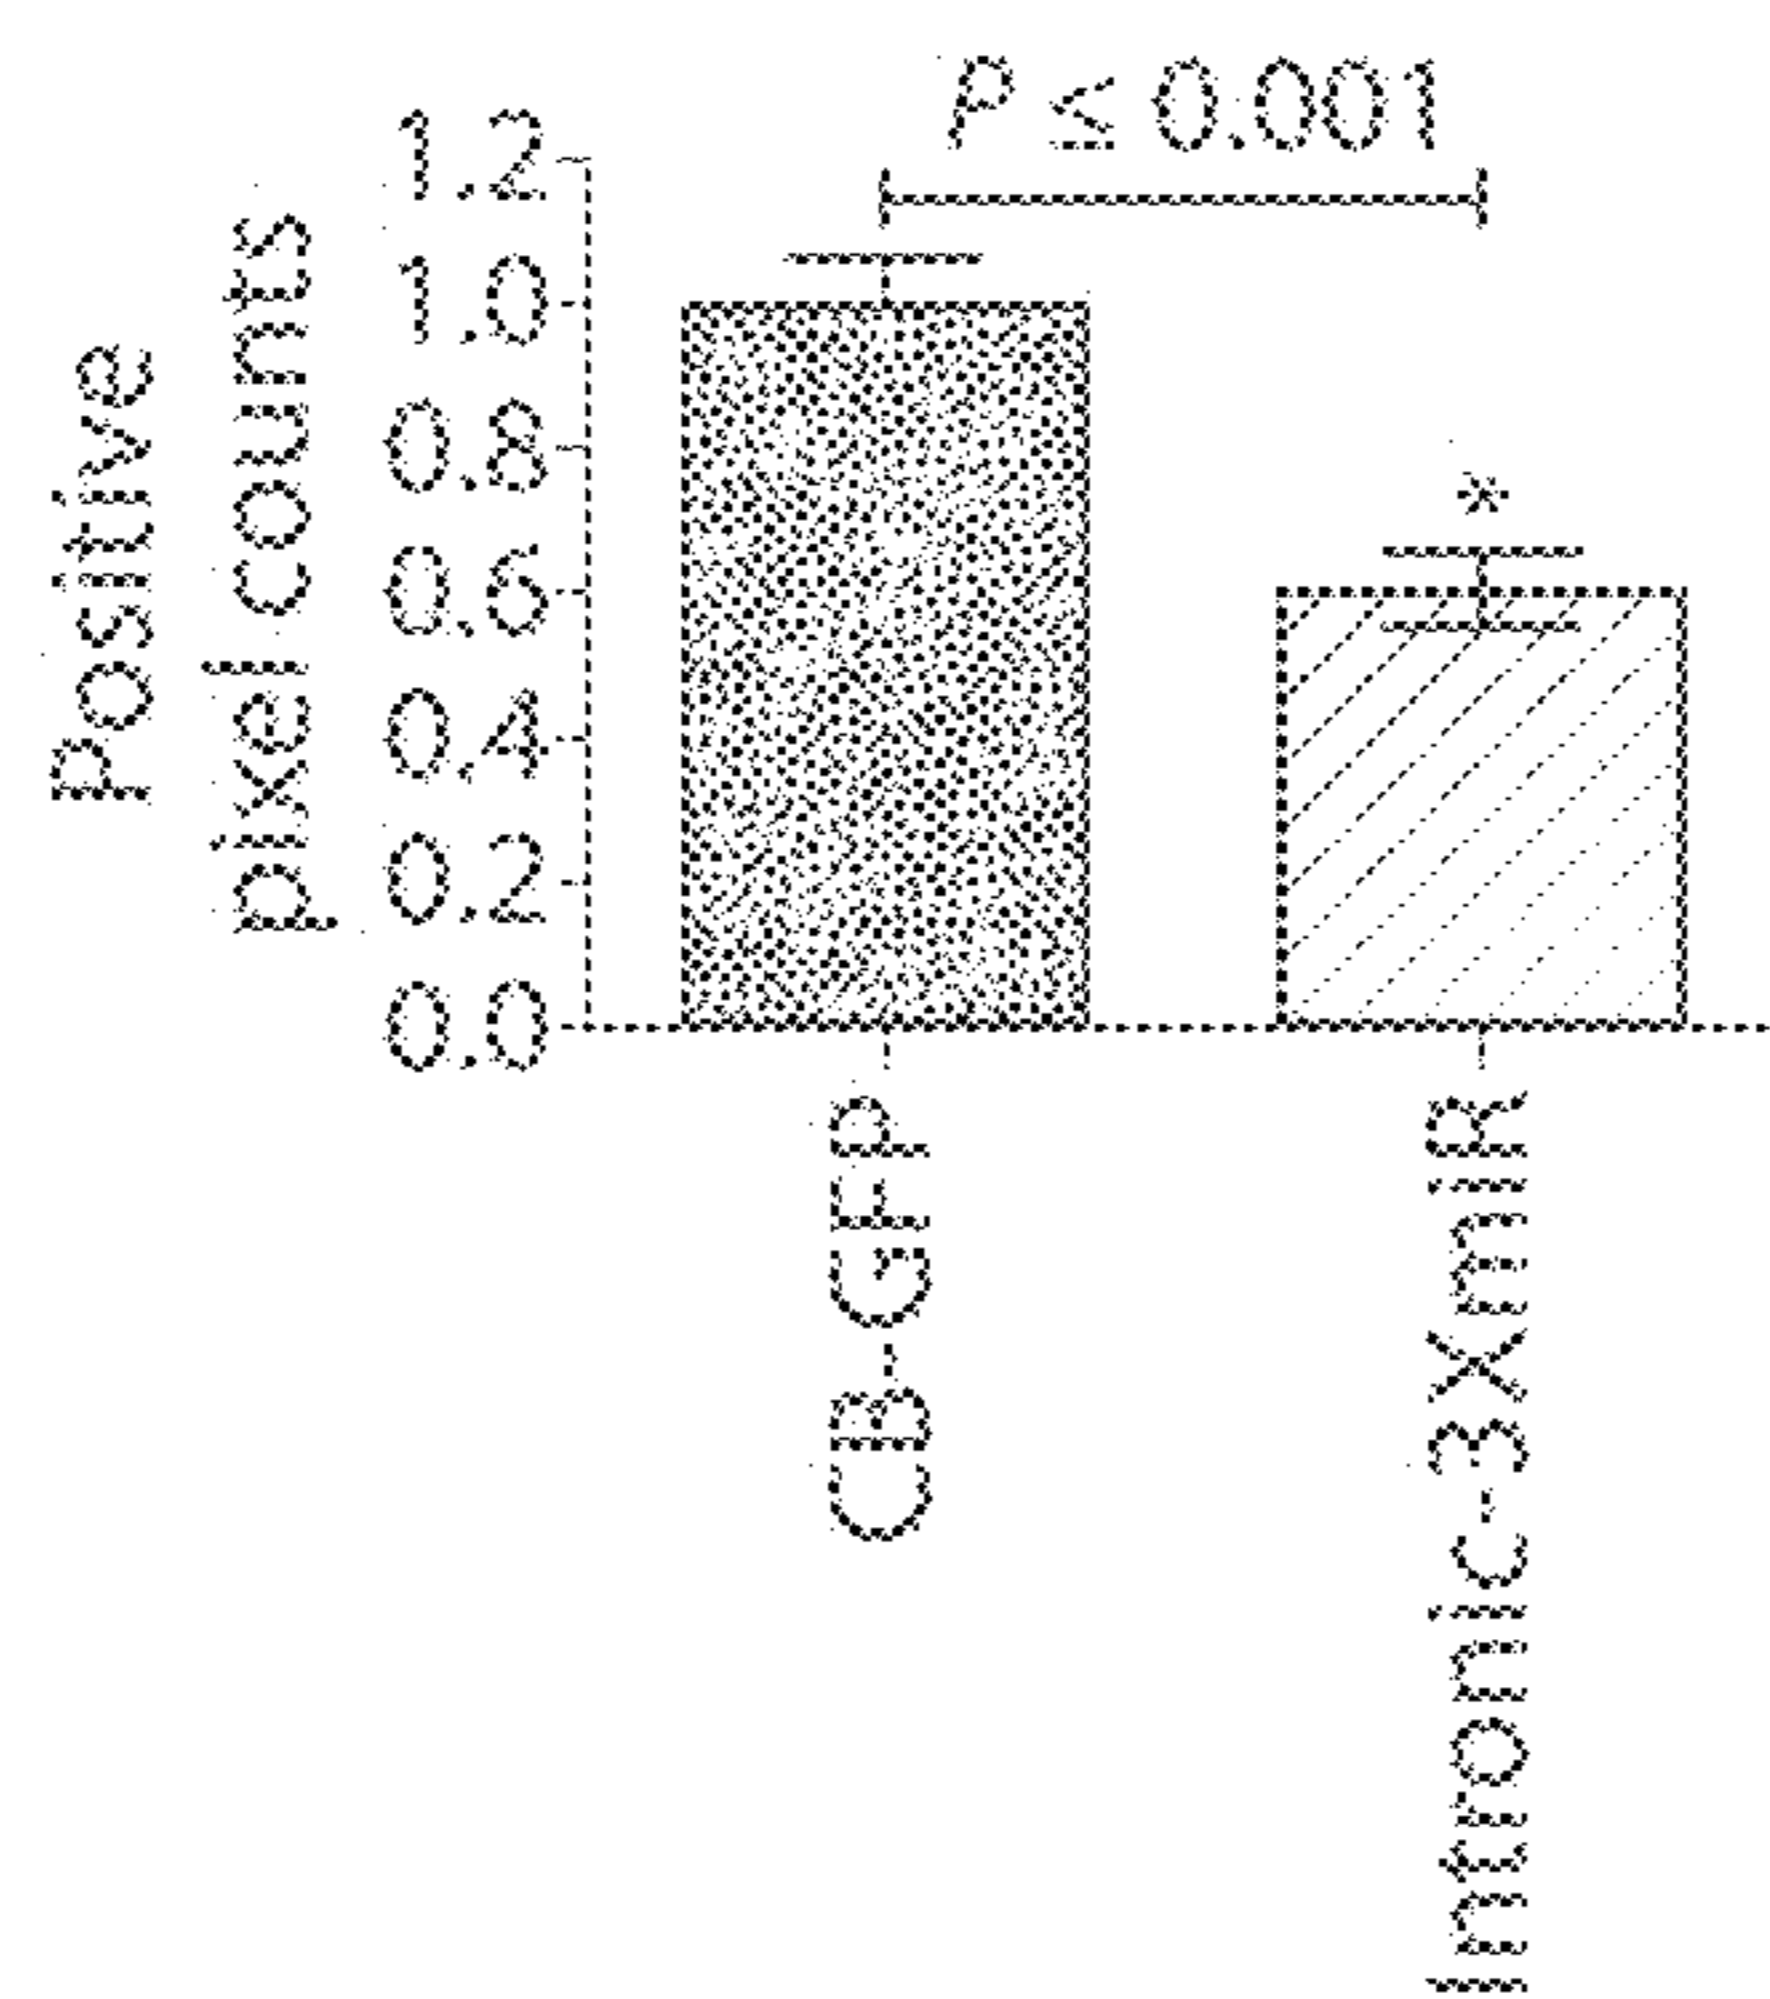 Positive
pixel counts
1.2
1.0
0.8
0.6
0.4
0.2
0.0
P ≤ 0.001
*
CB-GFP
Intronic-3XmiR